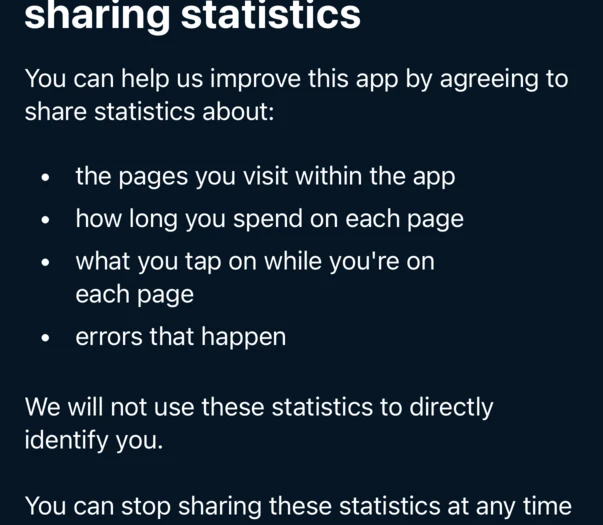 sharing statistics
You can help us improve this app by agreeing to
share statistics about:
• the pages you visit within the app
• how long you spend on each page
• what you tap on while you're on
each page
• errors that happen
We will not use these statistics to directly
identify you.
You can stop sharing these statistics at any time